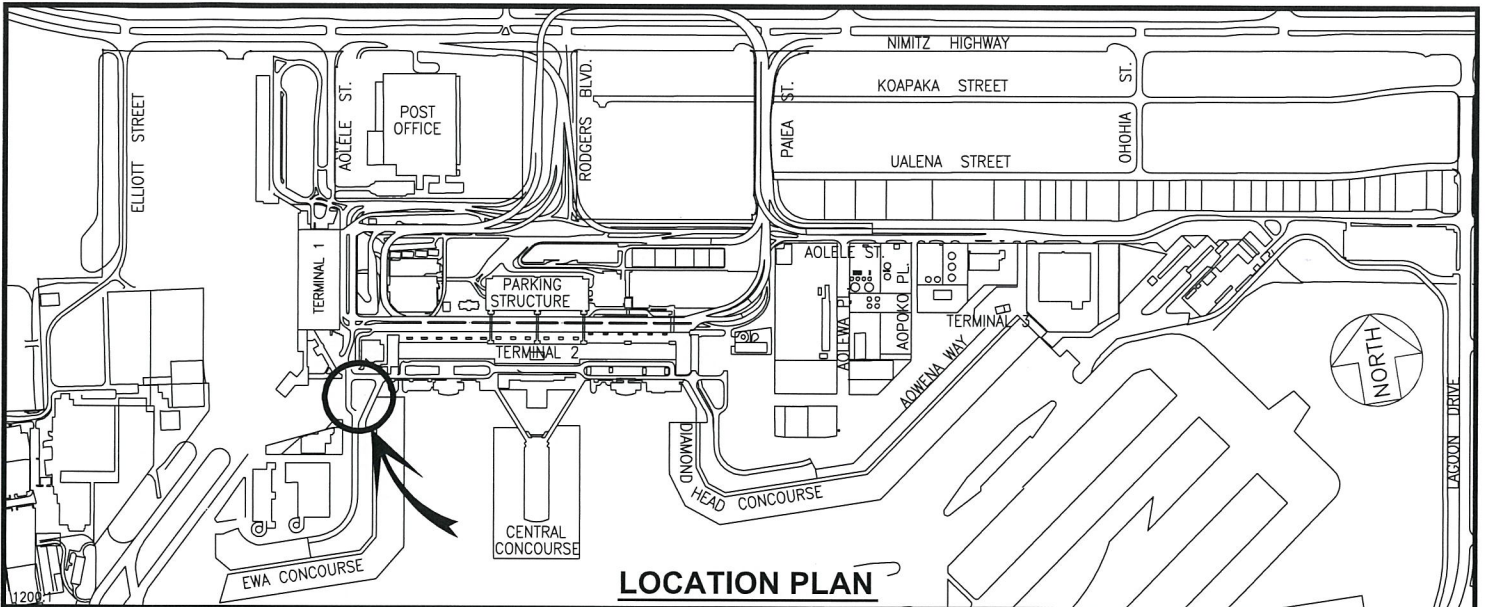 NIMITZ HIGHWAY
KOAPAKA STREET
UALENA STREET
ELLIOTT STREET
AOLELE ST.
POST
OFFICE
RODGERS BLVD.
PAIEA ST.
OHOHIA ST.
TERMINAL 1
PARKING
STRUCTURE
TERMINAL 2
AOLELE ST.
AOPOKO PL.
TERMINAL 3
AOWENA WAY
NORTH
LAGOON DRIVE
DIAMOND HEAD CONCOURSE
CENTRAL
CONCOURSE
EWA CONCOURSE
LOCATION PLAN